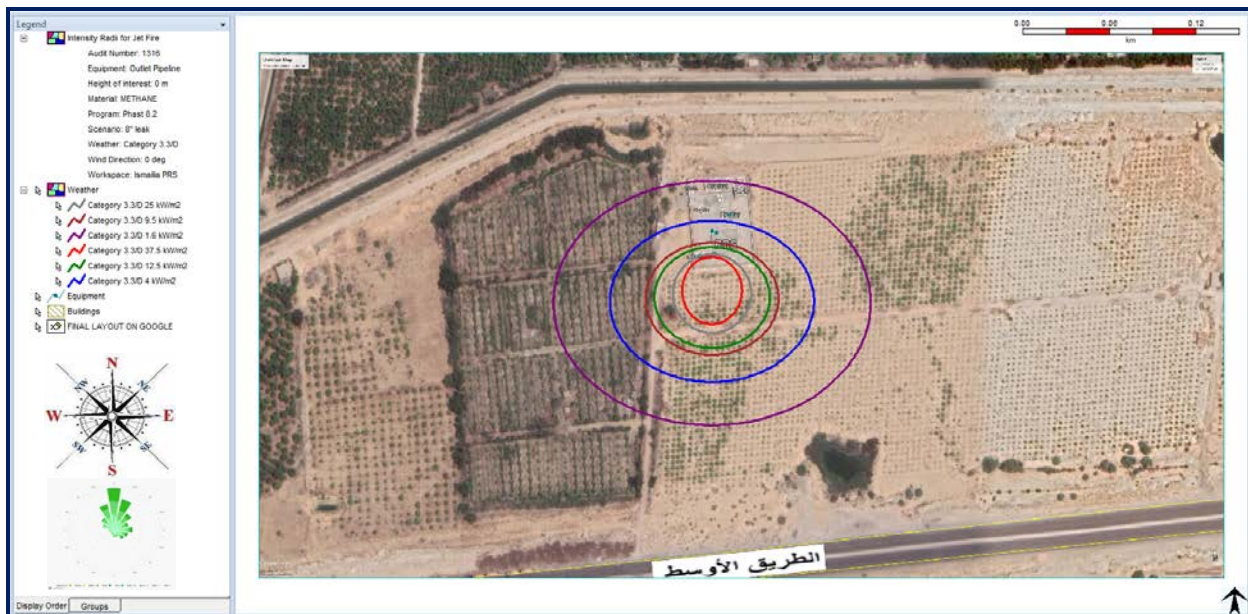 Legend
Intensity Radii for Jet Fire
Audit Number: 1316
Equipment: Outlet Pipeline
Height of interest: 0 m
Material: METHANE
Program: Phast 8.2
Scenario: 8" leak
Weather: Category 3.3/D
Wind Direction: 0 deg
Workspace: Ismailia PRS
Weather
Category 3.3/D 25 kW/m2
Category 3.3/D 9.5 kW/m2
Category 3.3/D 1.6 kW/m2
Category 3.3/D 37.5 kW/m2
Category 3.3/D 12.5 kW/m2
Category 3.3/D 4 kW/m2
Equipment
Buildings
FINAL LAYOUT ON GOOGLE
N
NW
NE
W
E
SW
SE
S
Display Order
Groups
0.00
0.06
0.12
km
الطريق الأوسط